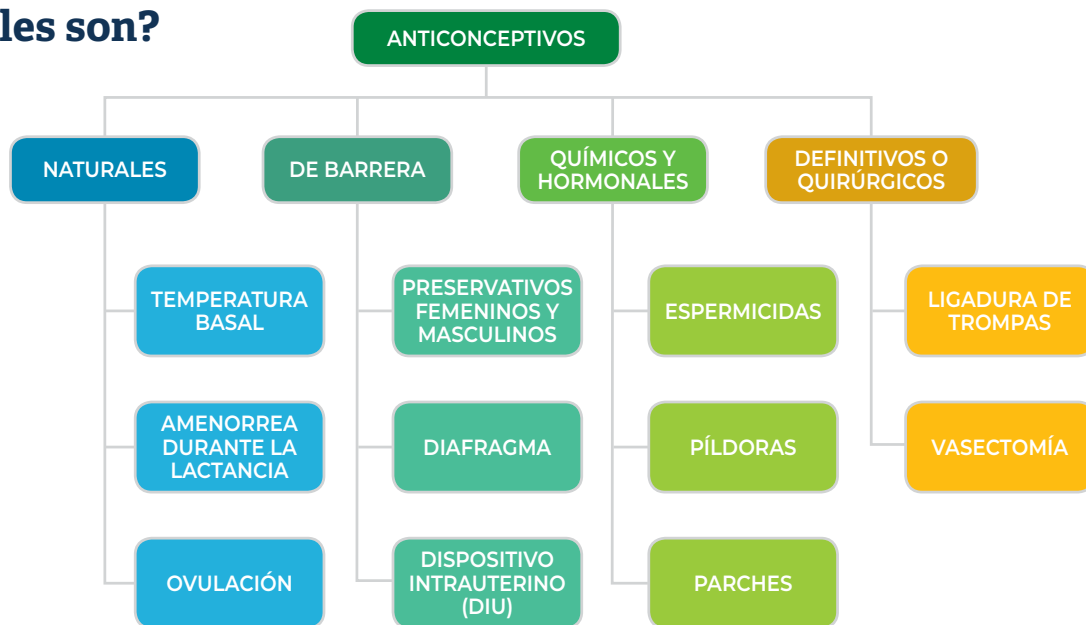 les son?
ANTICONCEPTIVOS
NATURALES
DE BARRERA
QUÍMICOS Y
HORMONALES
DEFINITIVOS O
QUIRÚRGICOS
TEMPERATURA
BASAL
PRESERVATIVOS
FEMENINOS Y
MASCULINOS
ESPERMICIDAS
LIGADURA DE
TROMPAS
AMENORREA
DURANTE LA
LACTANCIA
DIAFRAGMA
PÍLDORAS
VASECTOMÍA
OVULACIÓN
DISPOSITIVO
INTRAUTERINO
(DIU)
PARCHES